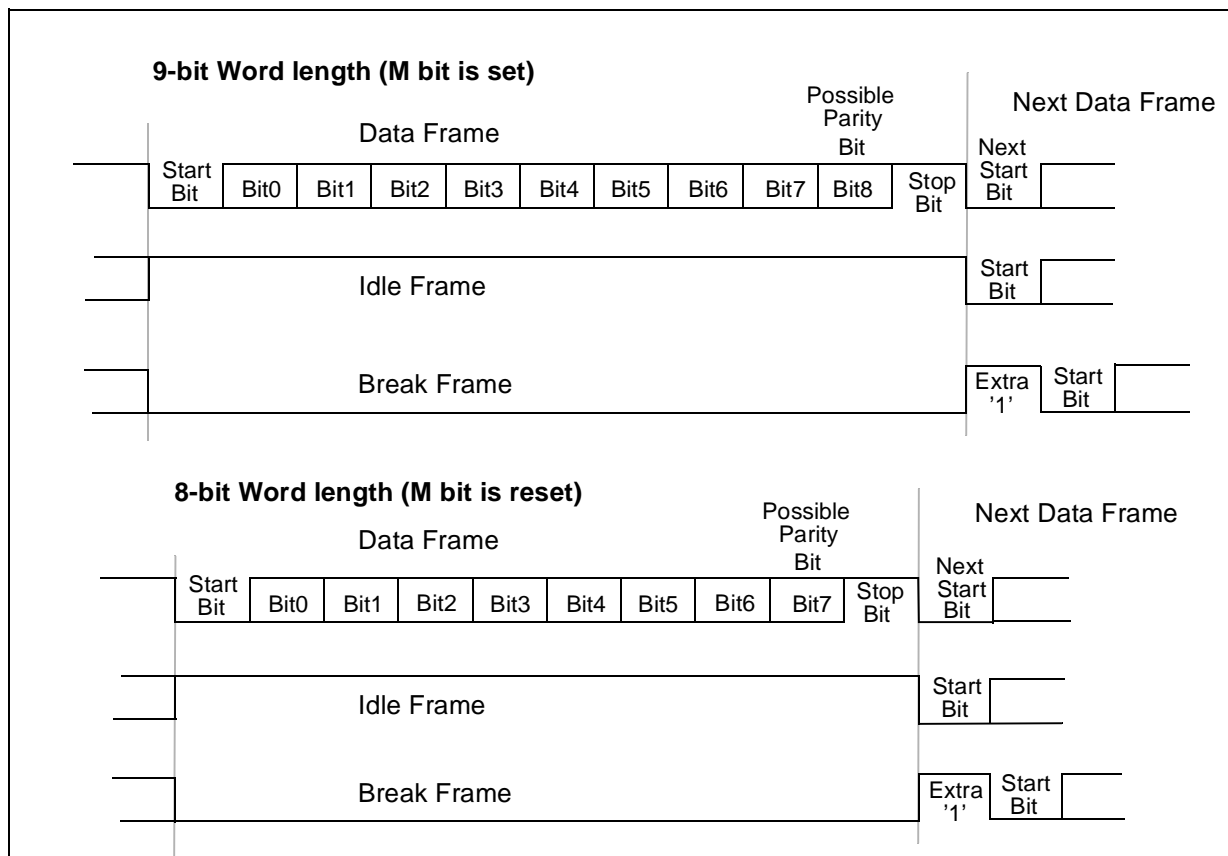 9-bit Word length (M bit is set)
Possible
Parity
Bit
Next Data Frame
Data Frame
Start
Bit
Bit0
Bit1
Bit2
Bit3
Bit4
Bit5
Bit6
Bit7
Bit8
Stop
Bit
Next
Start
Bit
Idle Frame
Start
Bit
Break Frame
Extra
'1'
Start
Bit
8-bit Word length (M bit is reset)
Possible
Parity
Bit
Next Data Frame
Data Frame
Start
Bit
Bit0
Bit1
Bit2
Bit3
Bit4
Bit5
Bit6
Bit7
Stop
Bit
Next
Start
Bit
Idle Frame
Start
Bit
Break Frame
Extra
'1'
Start
Bit